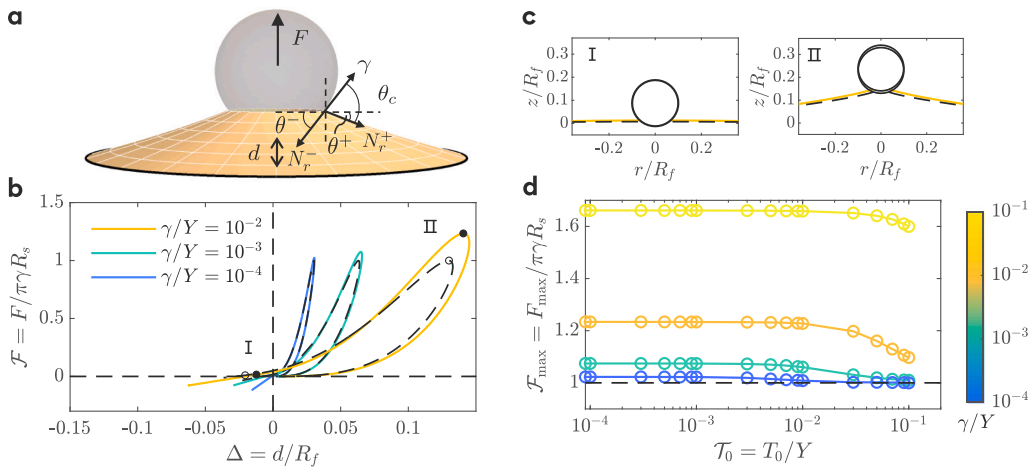 a
F
γ
θc
θ⁻
θ⁺
d
Nr⁻
Nr⁺
b
γ/Y = 10⁻²
γ/Y = 10⁻³
γ/Y = 10⁻⁴
I
II
1.5
1
0.5
0
-0.15
-0.1
-0.05
0
0.05
0.1
ℱ = F/πγRs
Δ = d/Rf
c
I
0.3
0.2
0.1
0
z/Rf
-0.2
0
0.2
r/Rf
II
0.3
0.2
0.1
0
z/Rf
-0.2
0
0.2
r/Rf
d
1.6
1.4
1.2
1
ℱmax = Fmax/πγRs
10⁻⁴
10⁻³
10⁻²
10⁻¹
𝒯0 = T0/Y
10⁻¹
10⁻²
10⁻³
10⁻⁴
γ/Y